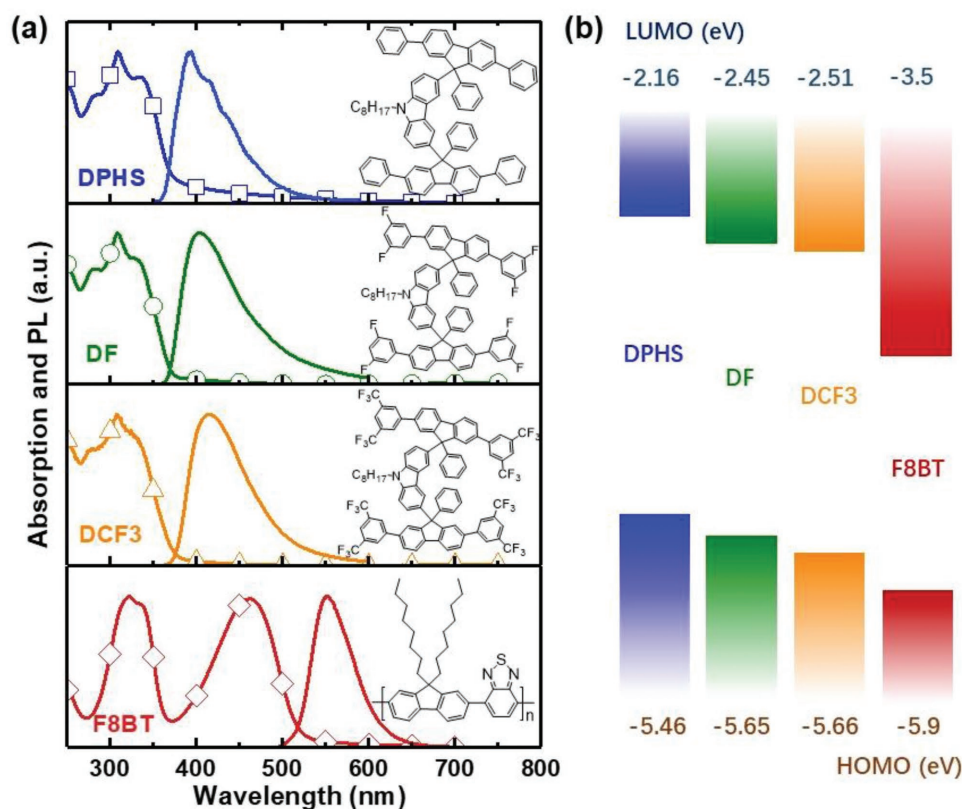 (a)
Absorption and PL (a.u.)
DPHS
C₈H₁₇-N
DF
F
F
F
F
C₈H₁₇-N
F
F
F
F
DCF3
CF₃
F₃C
CF₃
CF₃
C₈H₁₇-N
CF₃
F₃C
CF₃
CF₃
F8BT
S
N
N
n
300 400 500 600 700 800
Wavelength (nm)
(b)
LUMO (eV)
-2.16 -2.45 -2.51 -3.5
DPHS
DF
DCF3
F8BT
-5.46 -5.65 -5.66 -5.9
HOMO (eV)